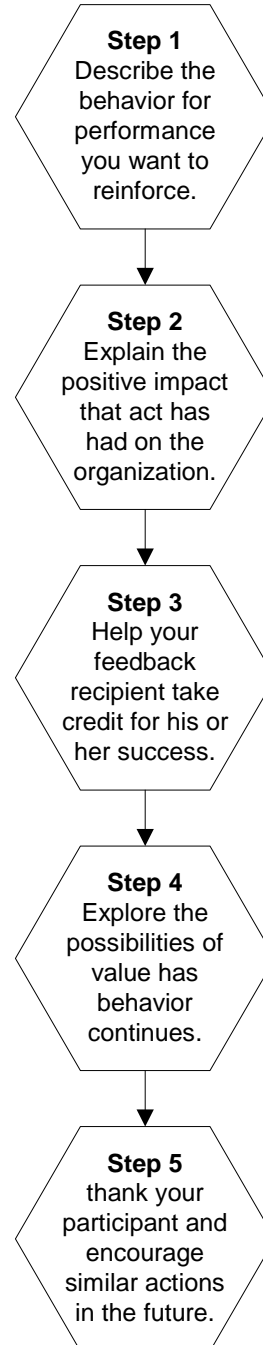 Step 1
Describe the
behavior for
performance
you want to
reinforce.
Step 2
Explain the
positive impact
that act has
had on the
organization.
Step 3
Help your
feedback
recipient take
credit for his or
her success.
Step 4
Explore the
possibilities of
value has
behavior
continues.
Step 5
thank your
participant and
encourage
similar actions
in the future.